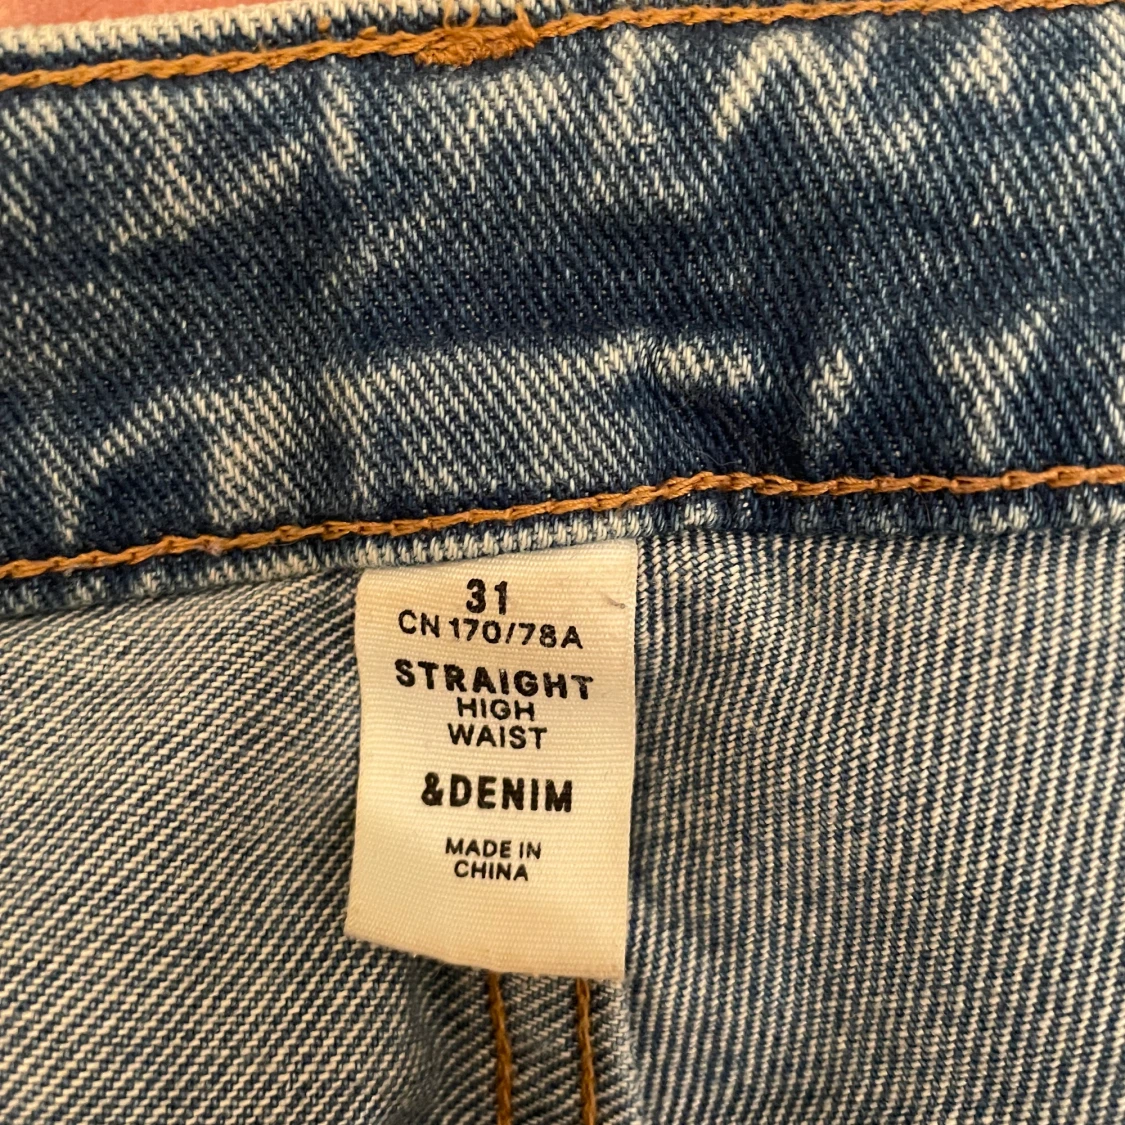 31
CN 170/78A
STRAIGHT
HIGH
WAIST
&DENIM
MADE IN
CHINA